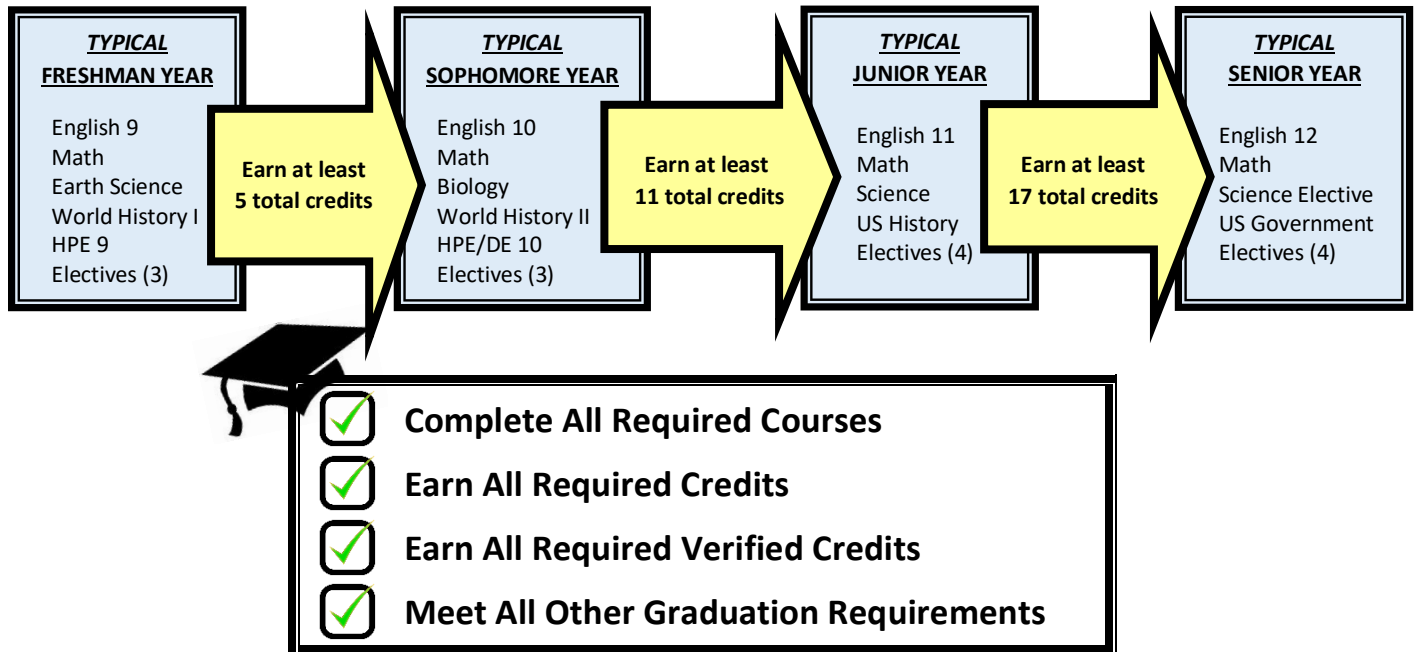 TYPICAL
FRESHMAN YEAR
English 9
Math
Earth Science
World History I
HPE 9
Electives (3)
Earn at least
5 total credits
TYPICAL
SOPHOMORE YEAR
English 10
Math
Biology
World History II
HPE/DE 10
Electives (3)
Earn at least
11 total credits
TYPICAL
JUNIOR YEAR
English 11
Math
Science
US History
Electives (4)
Earn at least
17 total credits
TYPICAL
SENIOR YEAR
English 12
Math
Science Elective
US Government
Electives (4)
Complete All Required Courses
Earn All Required Credits
Earn All Required Verified Credits
Meet All Other Graduation Requirements